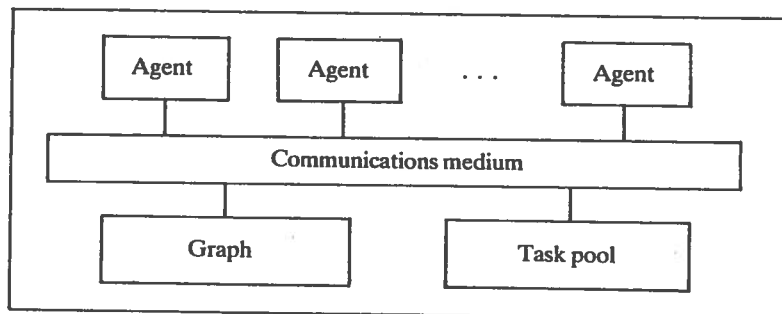 Agent Agent . . . Agent
Communications medium
Graph Task pool